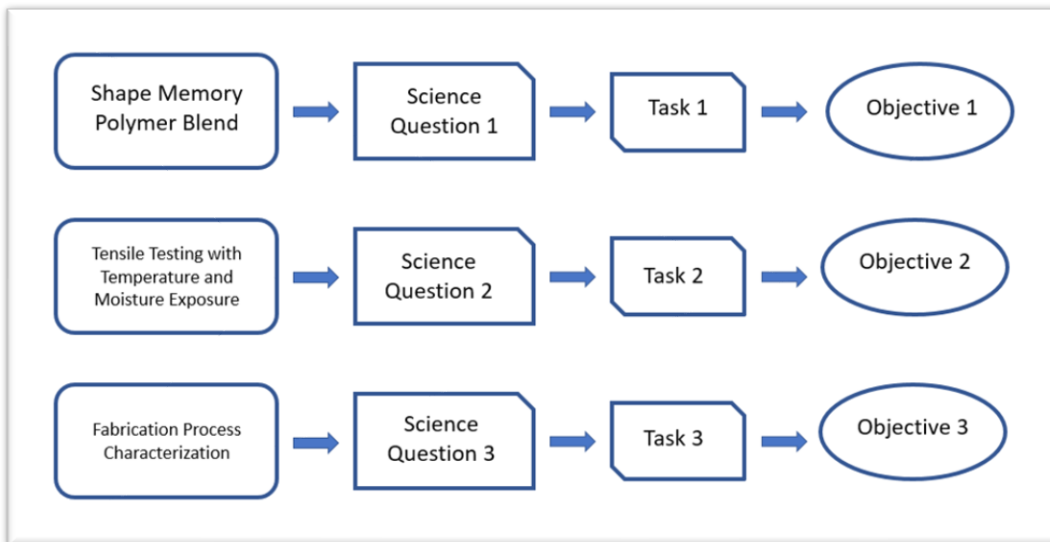 Shape Memory
Polymer Blend
Science
Question 1
Task 1
Objective 1
Tensile Testing with
Temperature and
Moisture Exposure
Science
Question 2
Task 2
Objective 2
Fabrication Process
Characterization
Science
Question 3
Task 3
Objective 3